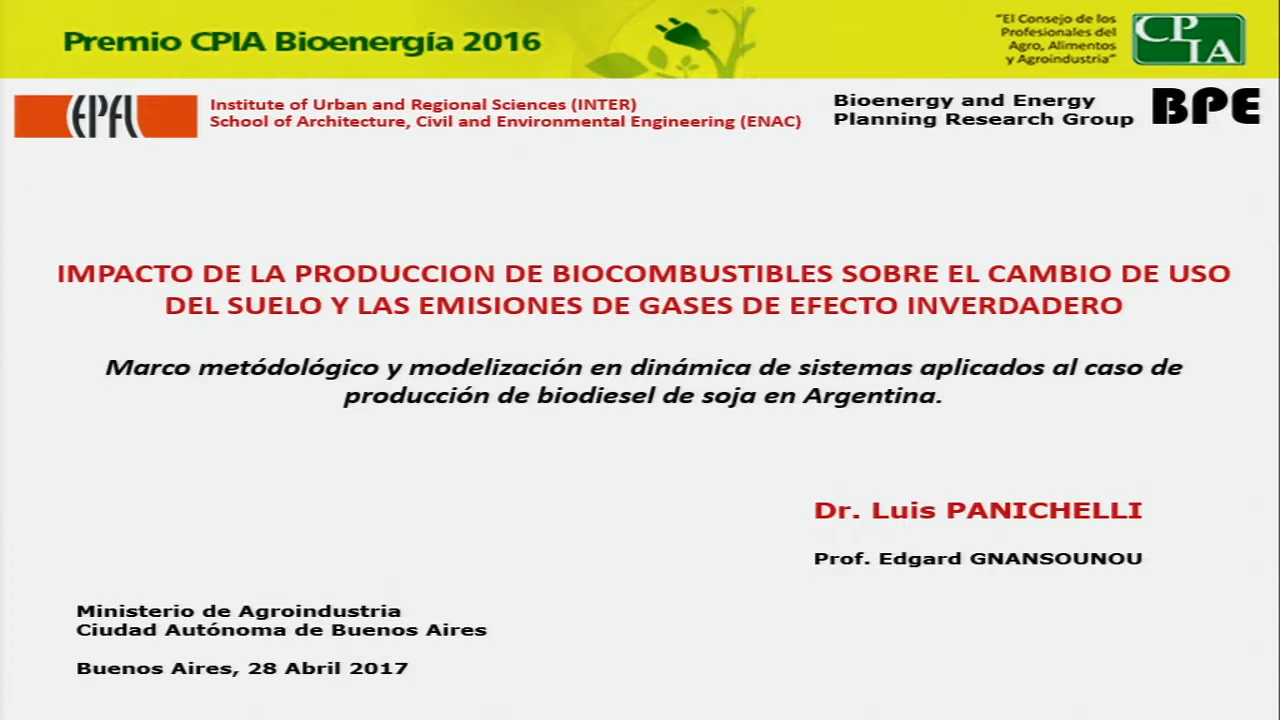 Premio CPIA Bioenergía 2016
"El Consejo de los
Profesionales del
Agro, Alimentos
y Agroindustria"
CPIA
EPFL
Institute of Urban and Regional Sciences (INTER)
School of Architecture, Civil and Environmental Engineering (ENAC)
Bioenergy and Energy
Planning Research Group
BPE
IMPACTO DE LA PRODUCCION DE BIOCOMBUSTIBLES SOBRE EL CAMBIO DE USO
DEL SUELO Y LAS EMISIONES DE GASES DE EFECTO INVERDADERO
Marco metódológico y modelización en dinámica de sistemas aplicados al caso de
producción de biodiesel de soja en Argentina.
Dr. Luis PANICHELLI
Prof. Edgard GNANSOUNOU
Ministerio de Agroindustria
Ciudad Autónoma de Buenos Aires
Buenos Aires, 28 Abril 2017